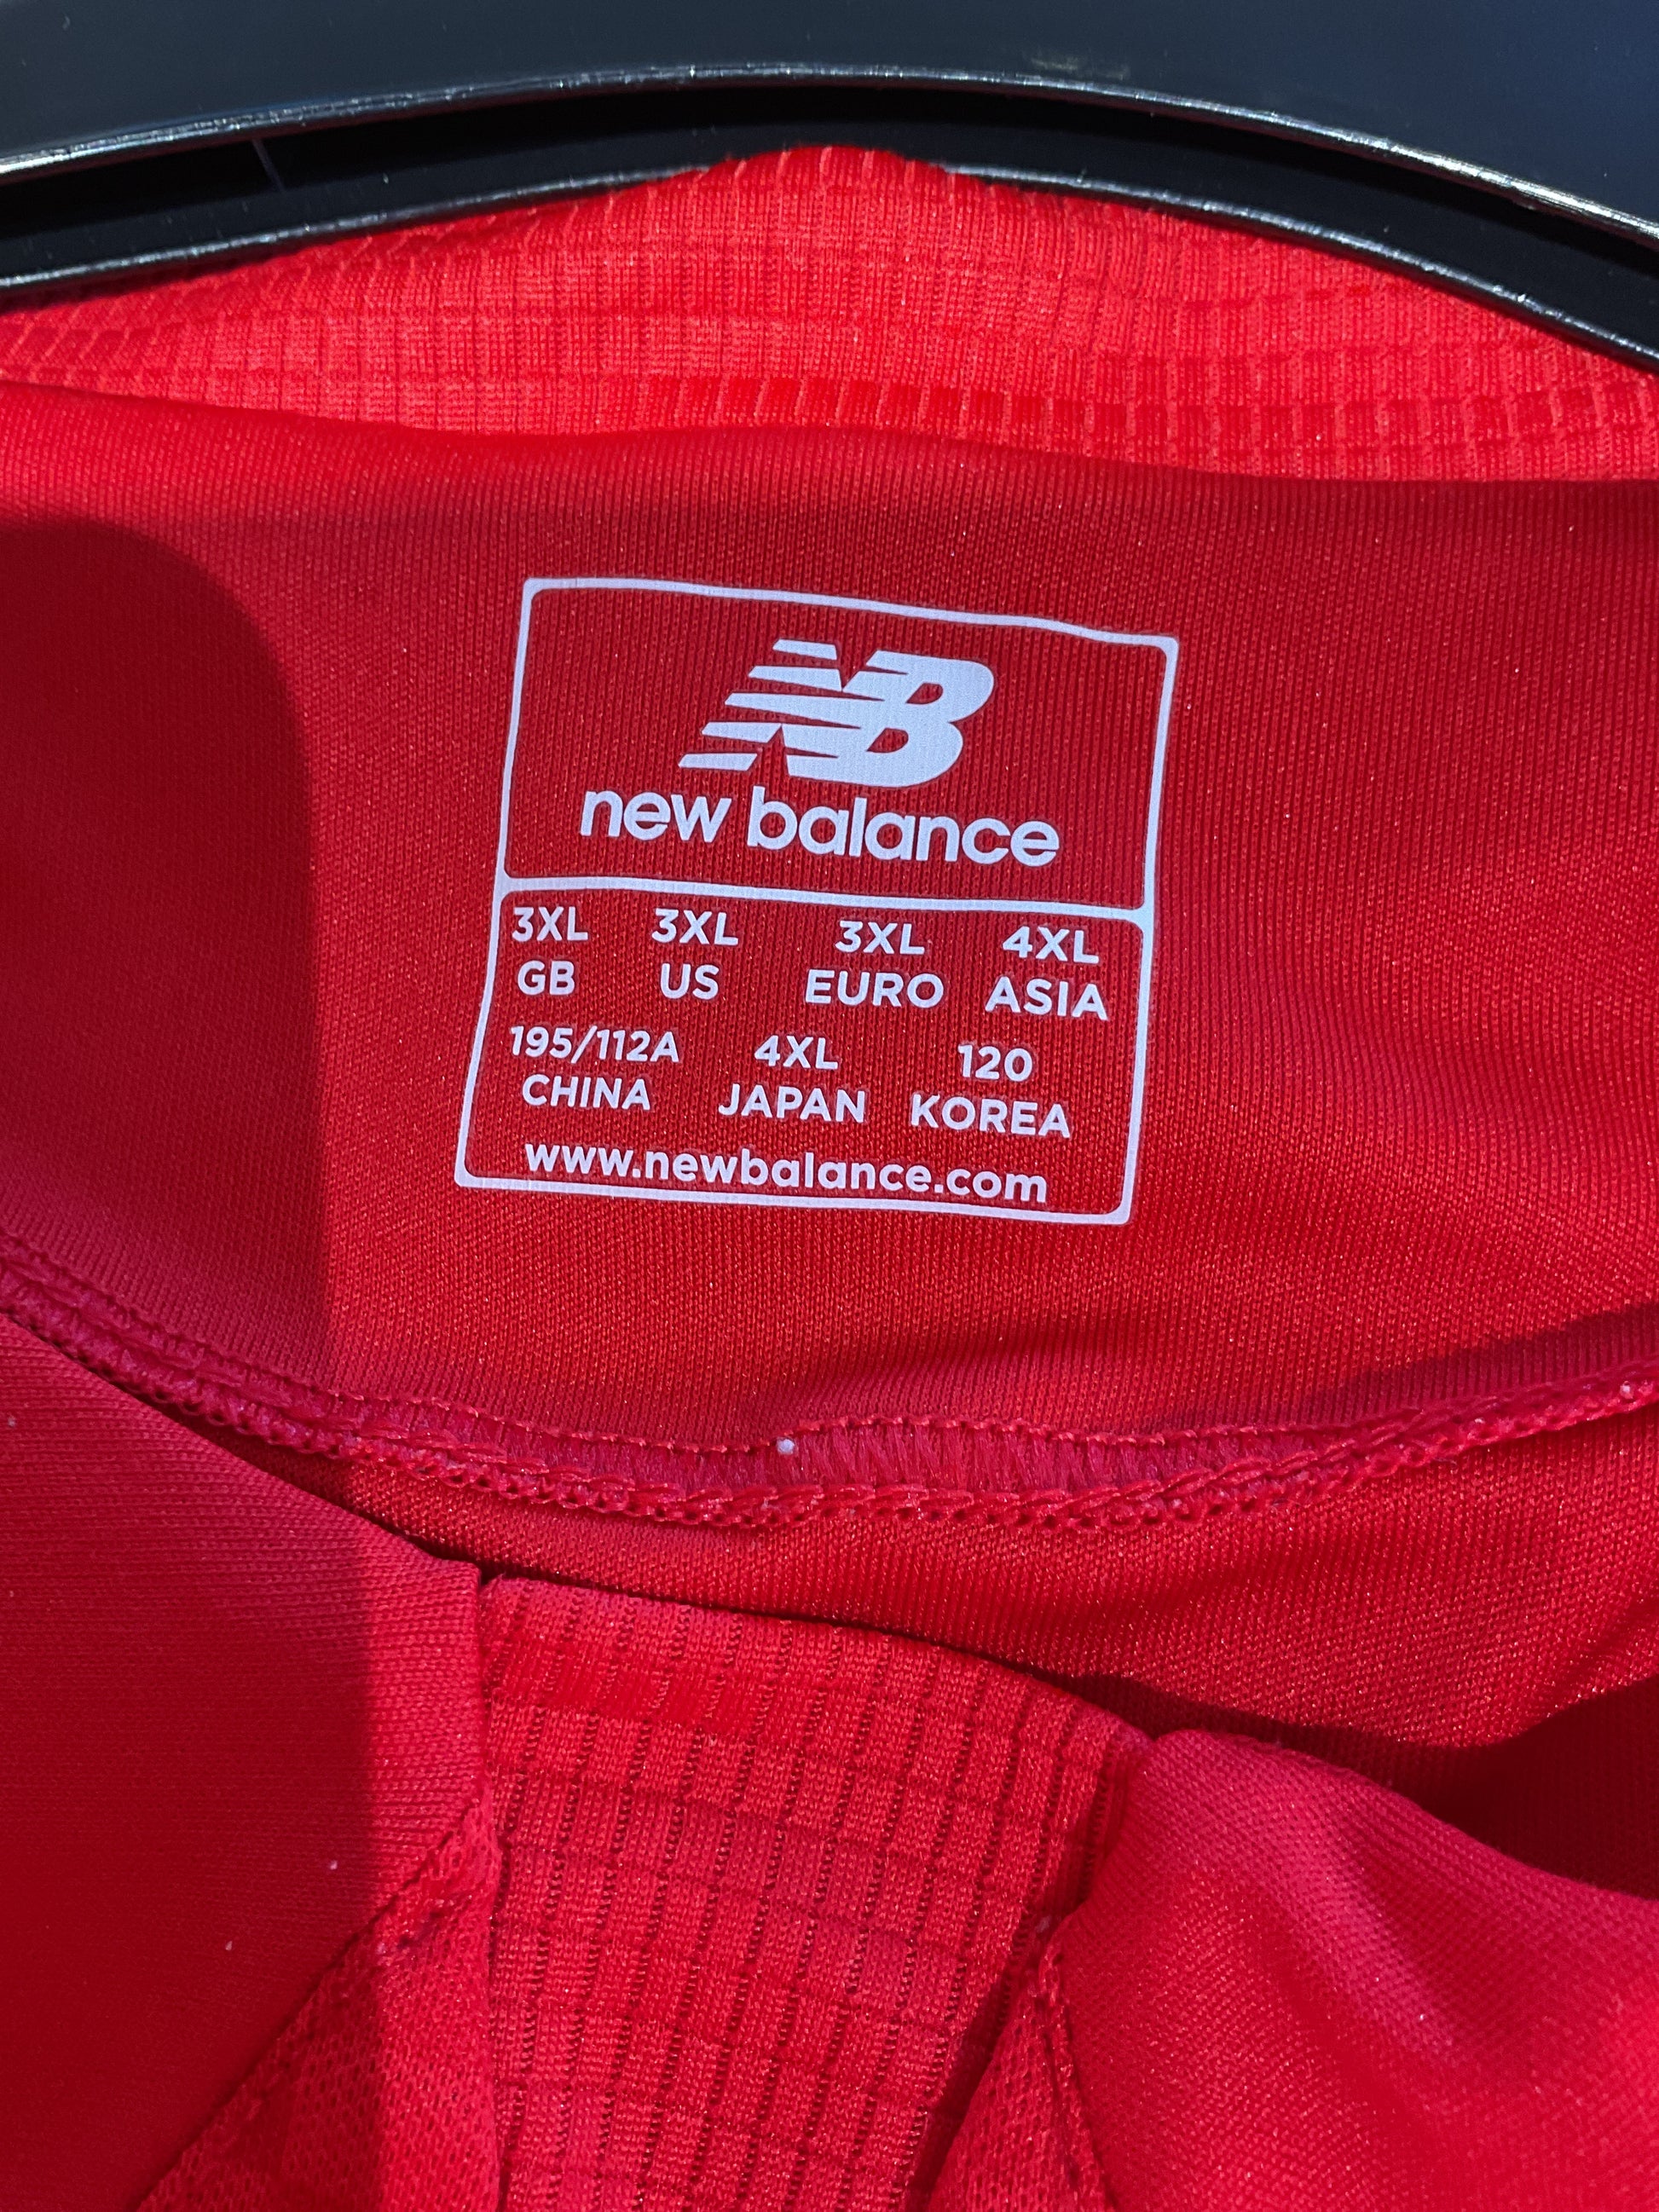 NB
new balance
3XL 3XL 3XL 4XL
GB US EURO ASIA
195/112A 4XL 120
CHINA JAPAN KOREA
www.newbalance.com